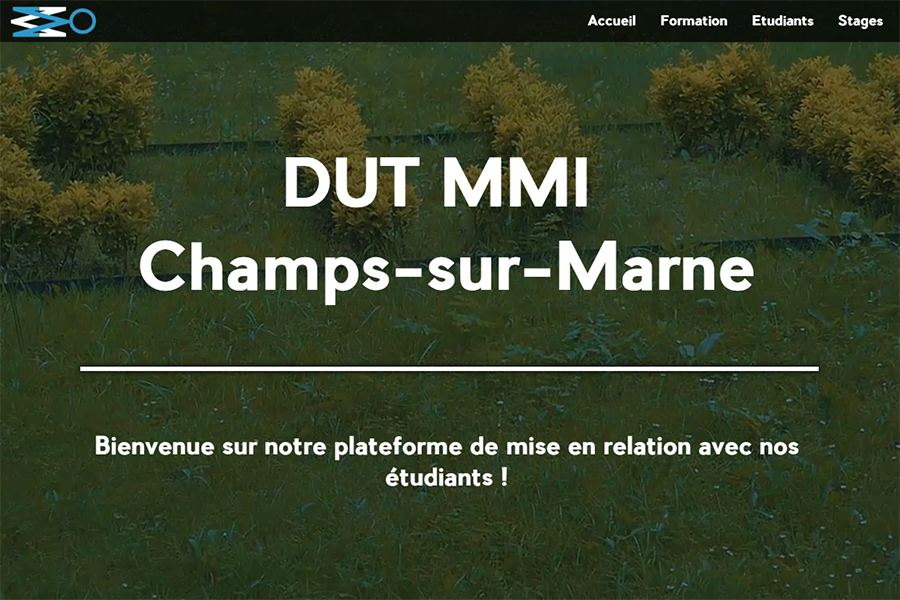 Accueil Formation Etudiants Stages
DUT MMI
Champs-sur-Marne
Bienvenue sur notre plateforme de mise en relation avec nos
étudiants !